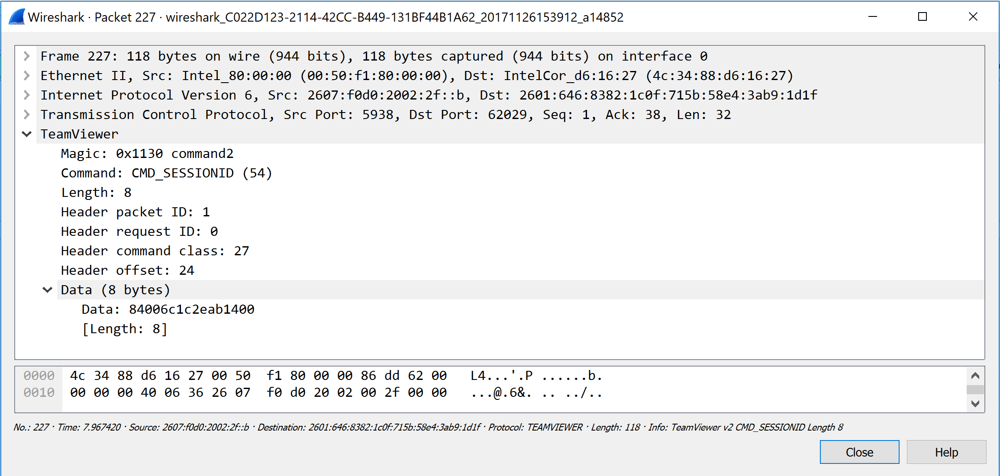 Wireshark · Packet 227 · wireshark_C022D123-2114-42CC-B449-131BF44B1A62_20171126153912_a14852
Frame 227: 118 bytes on wire (944 bits), 118 bytes captured (944 bits) on interface 0
Ethernet II, Src: Intel_80:00:00 (00:50:f1:80:00:00), Dst: IntelCor_d6:16:27 (4c:34:88:d6:16:27)
Internet Protocol Version 6, Src: 2607:f0d0:2002:2f::b, Dst: 2601:646:8382:1c0f:715b:58e4:3ab9:1d1f
Transmission Control Protocol, Src Port: 5938, Dst Port: 62029, Seq: 1, Ack: 38, Len: 32
TeamViewer
Magic: 0x1130 command2
Command: CMD_SESSIONID (54)
Length: 8
Header packet ID: 1
Header request ID: 0
Header command class: 27
Header offset: 24
Data (8 bytes)
Data: 84006c1c2eab1400
[Length: 8]
0000 4c 34 88 d6 16 27 00 50 f1 80 00 00 86 dd 62 00 L4...'.P ......b.
0010 00 00 00 40 06 36 26 07 f0 d0 20 02 00 2f 00 00 ...@.6&. .. ../..
No.: 227 · Time: 7.967420 · Source: 2607:f0d0:2002:2f::b · Destination: 2601:646:8382:1c0f:715b:58e4:3ab9:1d1f · Protocol: TEAMVIEWER · Length: 118 · Info: TeamViewer v2 CMD_SESSIONID Length 8
Close Help